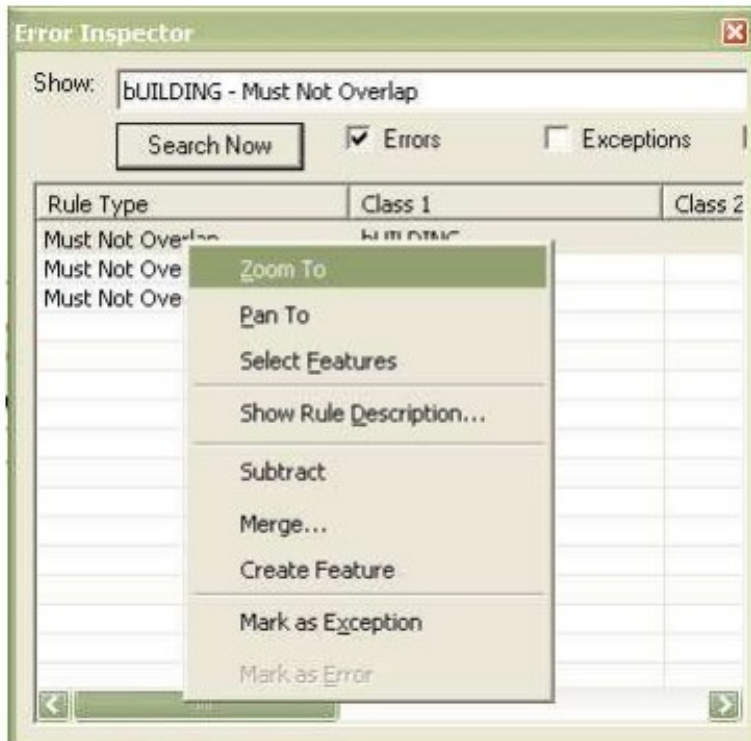 Error Inspector
Show: bUILDING - Must Not Overlap
Search Now Errors Exceptions
Rule Type Class 1 Class 2
Must Not Overlap bUILDING
Must Not Ove
Must Not Ove
Zoom To
Pan To
Select Features
Show Rule Description...
Subtract
Merge...
Create Feature
Mark as Exception
Mark as Error